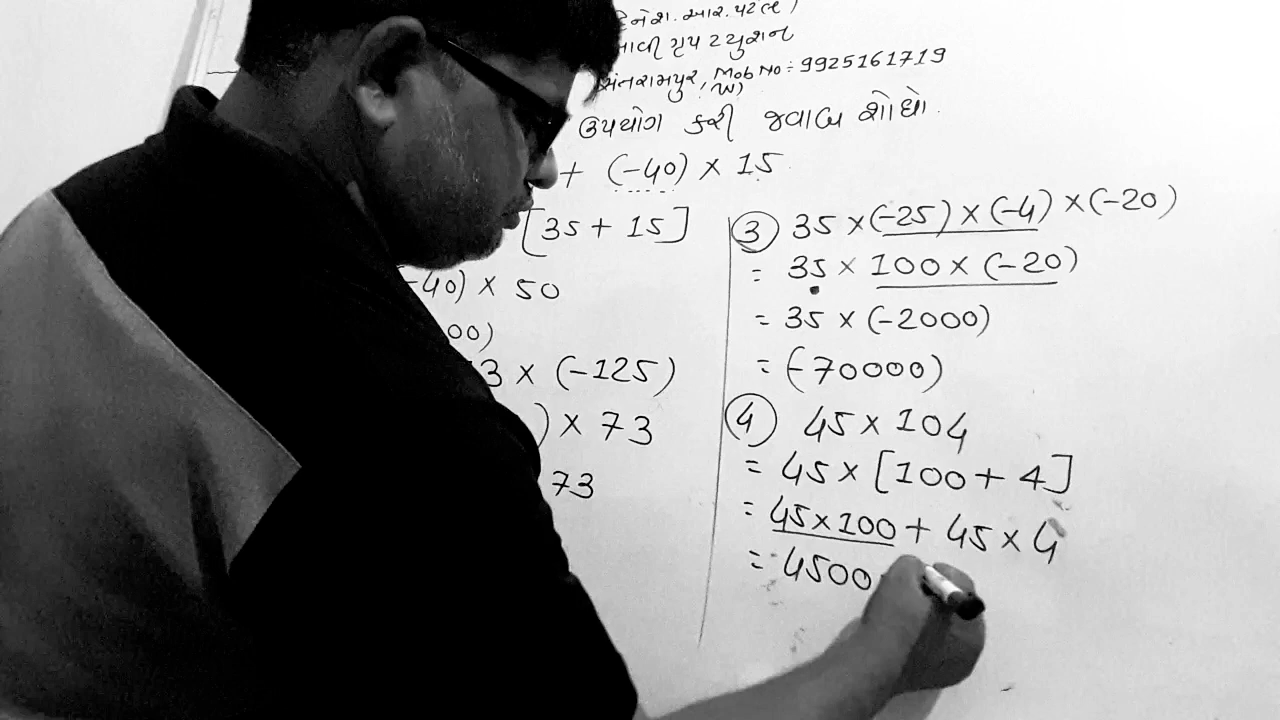 દિનેશ. આર. પટેલ)
ગૃપ ટયુશન
સંતરામપુર, Mob No:- 9925161719
(W)
ઉપયોગ કરી જવાબ શોધો.
+ (-40) × 15
[35 + 15]
-40) × 50
00)
3 × (-125)
) × 73
73
③ 35 × (-25) × (-4) × (-20)
= 35 × 100 × (-20)
= 35 × (-2000)
= (-70000)
④ 45 × 104
= 45 × [100 + 4]
= 45 × 100 + 45 × 4
= 4500